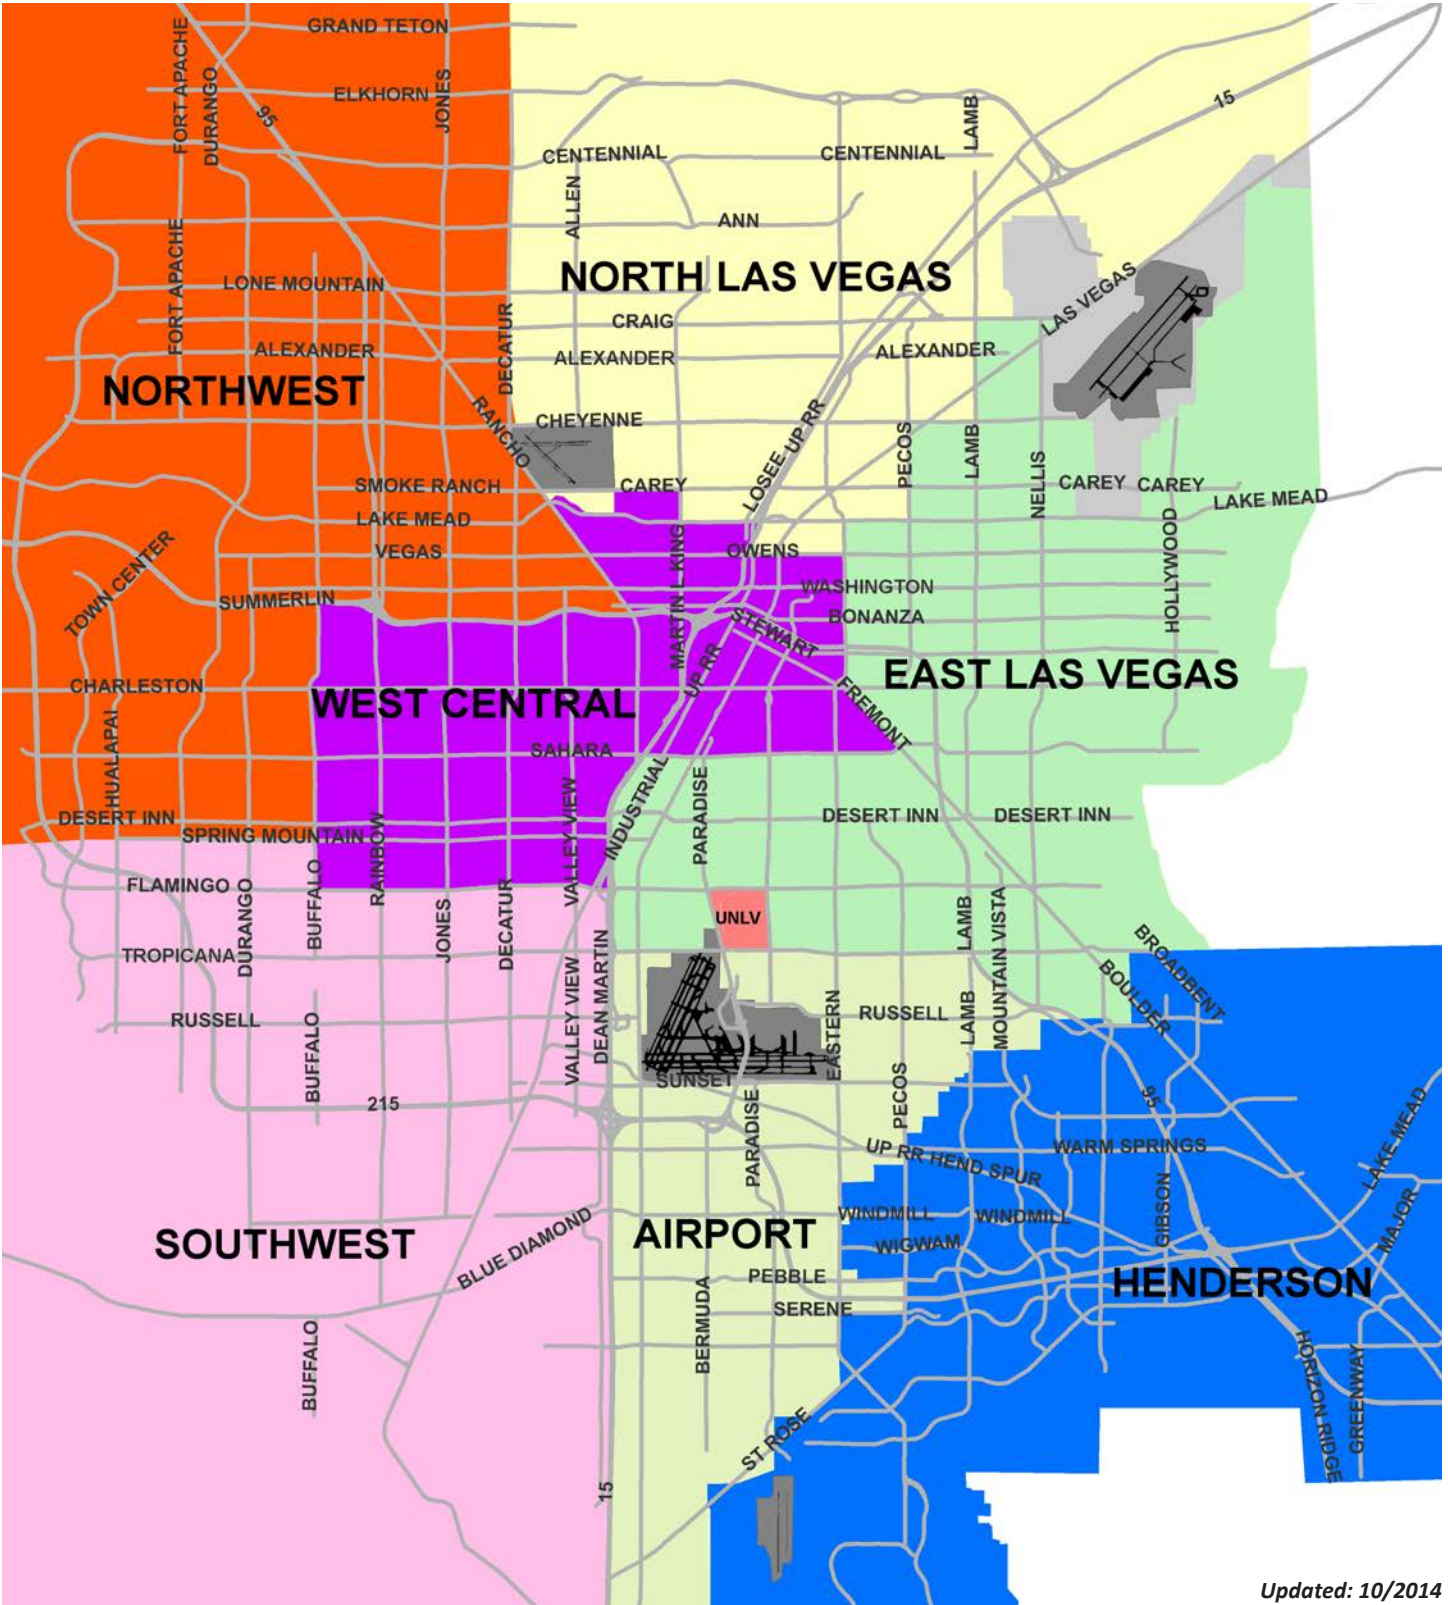 GRAND TETON
FORT APACHE
DURANGO
ELKHORN
JONES
95
LAMB
15
CENTENNIAL
CENTENNIAL
ALLEN
ANN
FORT APACHE
NORTH LAS VEGAS
LONE MOUNTAIN
LAS VEGAS
DECATUR
CRAIG
ALEXANDER
ALEXANDER
ALEXANDER
NORTHWEST
RANCHO
CHEYENNE
LOSEE
UP RR
PECOS
LAMB
NELLIS
SMOKE RANCH
CAREY
CAREY
CAREY
LAKE MEAD
LAKE MEAD
TOWN CENTER
VEGAS
MARTIN L KING
OWENS
HOLLYWOOD
SUMMERLIN
WASHINGTON
BONANZA
STEWART
UP RR
CHARLESTON
WEST CENTRAL
EAST LAS VEGAS
FREMONT
HUALAPAI
SAHARA
INDUSTRIAL
PARADISE
VALLEY VIEW
DESERT INN
DESERT INN
DESERT INN
SPRING MOUNTAIN
RAINBOW
BUFFALO
FLAMINGO
DURANGO
JONES
DECATUR
UNLV
LAMB
MOUNTAIN VISTA
TROPICANA
BROADBENT
BOULDER
VALLEY VIEW
DEAN MARTIN
RUSSELL
RUSSELL
EASTERN
LAMB
BUFFALO
SUNSET
PECOS
215
95
PARADISE
LAKE MEAD
UP RR HEND SPUR
WARM SPRINGS
GIBSON
MAJOR
WINDMILL
WINDMILL
SOUTHWEST
BLUE DIAMOND
AIRPORT
WIGWAM
PEBBLE
HENDERSON
SERENE
BERMUDA
BUFFALO
HORIZON RIDGE
GREENWAY
ST ROSE
15
Updated: 10/2014